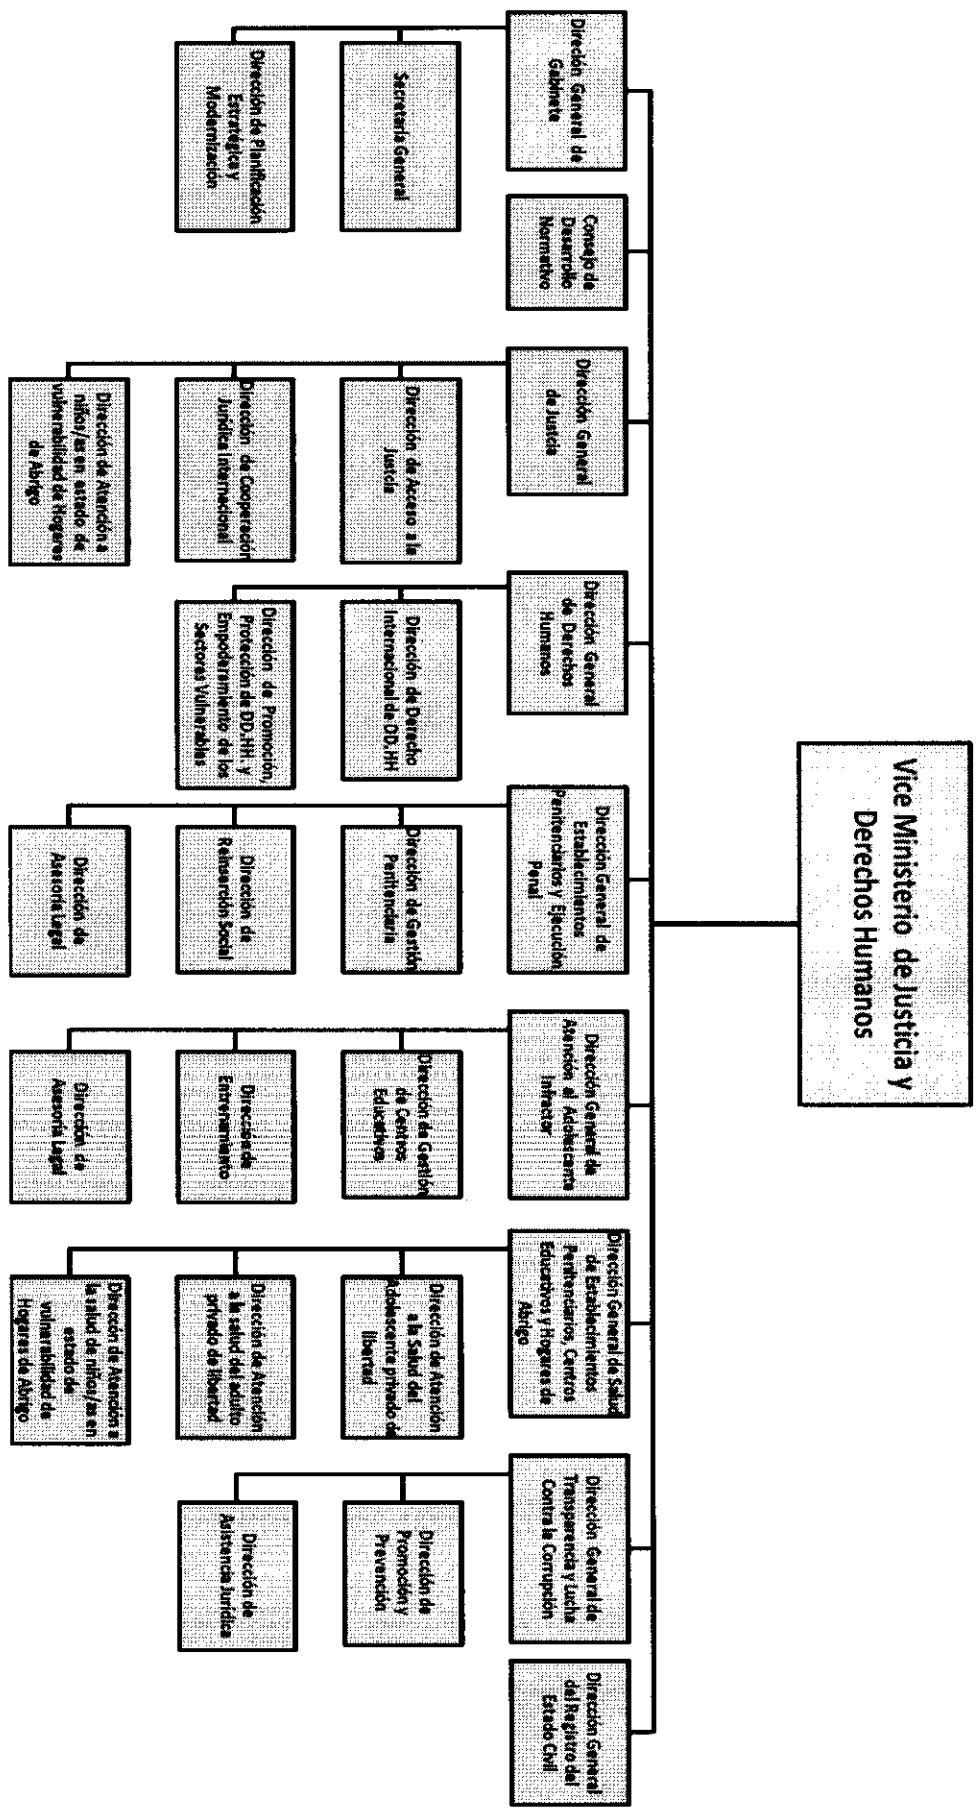 Vice Ministerio de Justicia y
Derechos Humanos
Direción General de
Gabinete
Secretaría General
Dirección de Planificación
Estratégica y
Modernizacion
Consejo de
Desarrollo
Normativo
Dirección General
de Justcia
Dirección de Acceso a la
Justcia
Dirección de Cooperación
Jurídica Internacional
Dirección de Atención a
niños/as en estado de
vulnerabilidad de Hogares
de Abrigo
Dirección General
de Derechos
Humanos
Dirección de Derecho
Internacional de DD.HH
Dirección de Promoción,
Protección de DD.HH. y
Empoderamiento de los
Sectores Vulnerables
Dirección General de
Establecimientos
Penitenciarios y Ejecución
Penal
Dirección de Gestión
Penitenciaria
Dirección de
Reinserción Social
Dirección de
Asesoría Legal
Dirección General de
Atención al Adolescente
Infractor
Dirección de Gestión
de Centros
Educativos
Dirección de
Entrenamiento
Dirección de
Asesoría Legal
Dirección General de Salud
de Establecimientos
Penitenciarios, Centros
Educativos y Hogares de
Abrigo
Dirección de Atención
a la Salud del
Adolescente privado de
libertad
Dirección de Atención
a la salud del adulto
privado de libertad
Direccón de Atención a
la salud de niños/as en
estado de
vulnerabilidad de
Hogares de Abrigo
Dirección General de
Transparencia y Lucha
Contra la Corrupción
Dirección de
Promoción y
Prevención
Dirección de
Asistencia Jurídica
Dirección General
del Registro del
Estado Civil